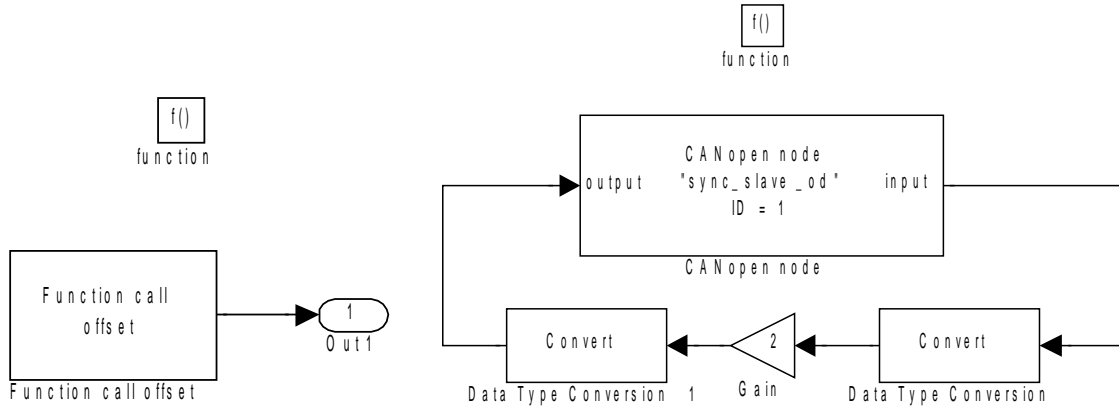 f()
function
Function call
offset
Function call offset
1
Out1
f()
function
CANopen node
"sync_slave_od"
ID = 1
output
input
CANopen node
Convert
Data Type Conversion 1
2
Gain
Convert
Data Type Conversion